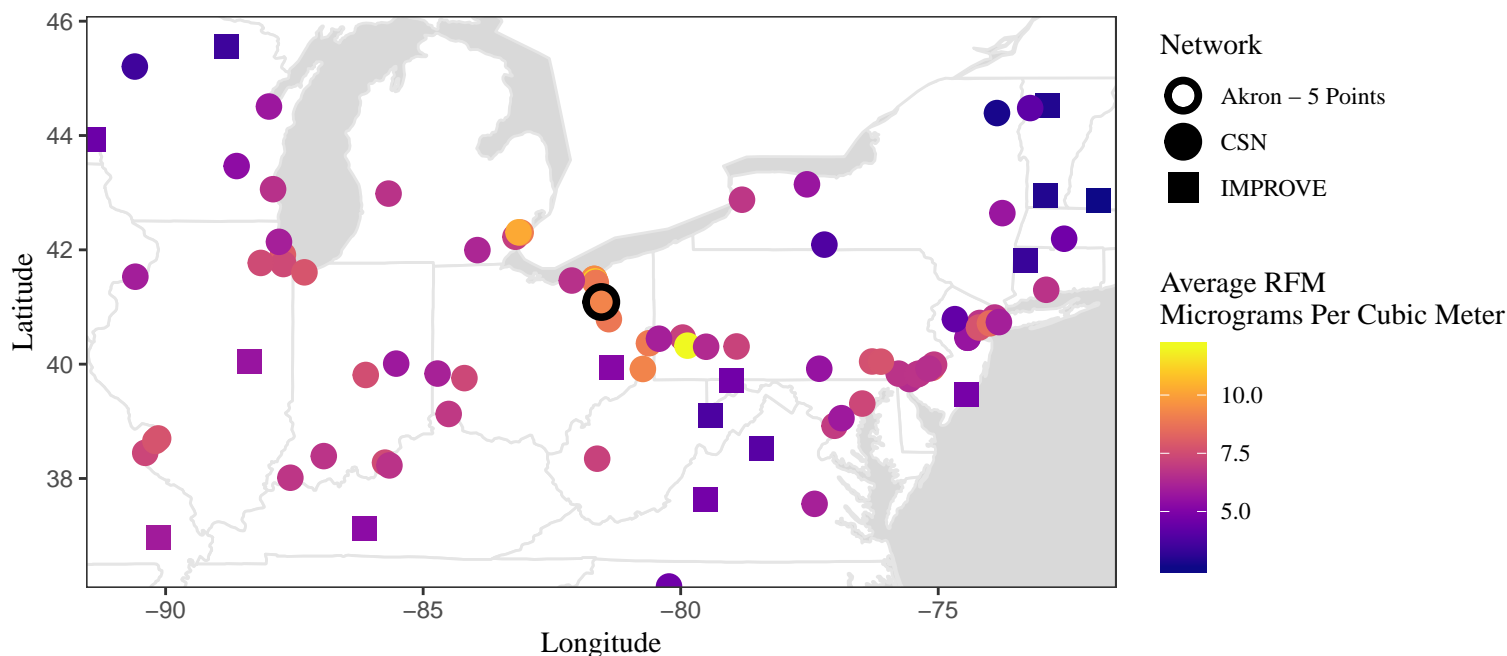 46
44
42
40
38
Latitude
−90
−85
−80
−75
Longitude
Network
Akron − 5 Points
CSN
IMPROVE
Average RFM
Micrograms Per Cubic Meter
10.0
7.5
5.0